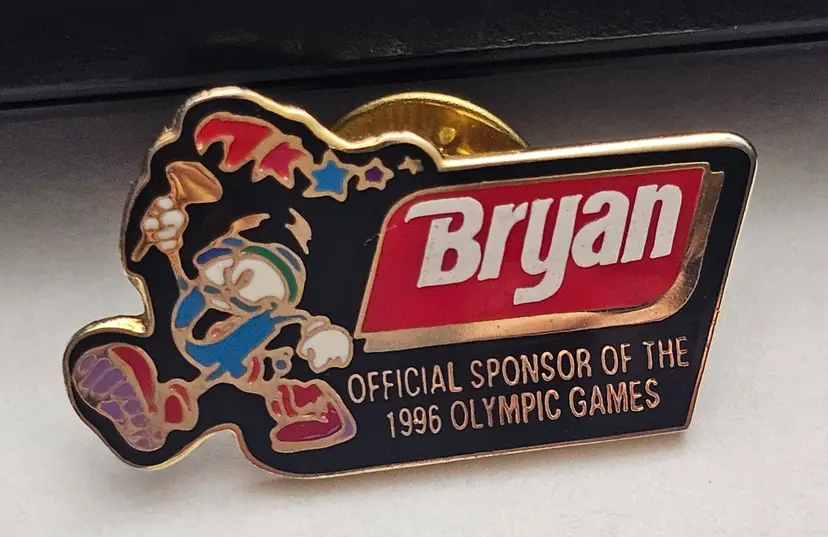 Bryan
OFFICIAL SPONSOR OF THE
1996 OLYMPIC GAMES